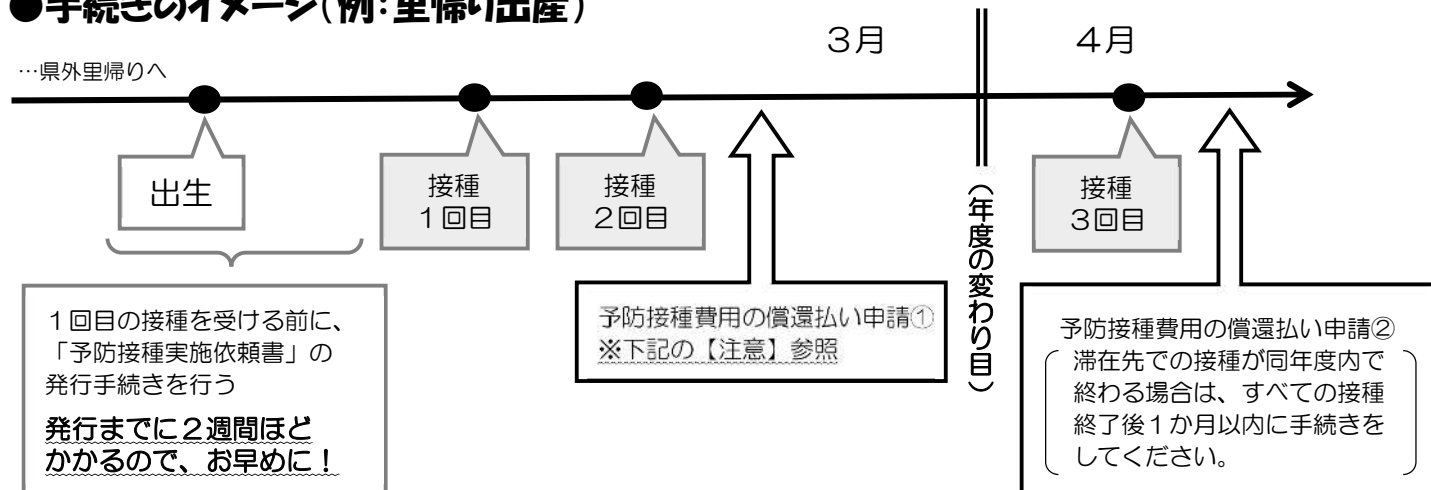 ●手続きのイメージ（例：里帰り出産）
3月
4月
…県外里帰りへ
出生
接種
1回目
接種
2回目
接種
3回目
（年度の変わり目）
1回目の接種を受ける前に、
「予防接種実施依頼書」の
発行手続きを行う
発行までに2週間ほど
かかるので、お早めに！
予防接種費用の償還払い申請①
※下記の【注意】参照
予防接種費用の償還払い申請②
滞在先での接種が同年度内で
終わる場合は、すべての接種
終了後1か月以内に手続きを
してください。